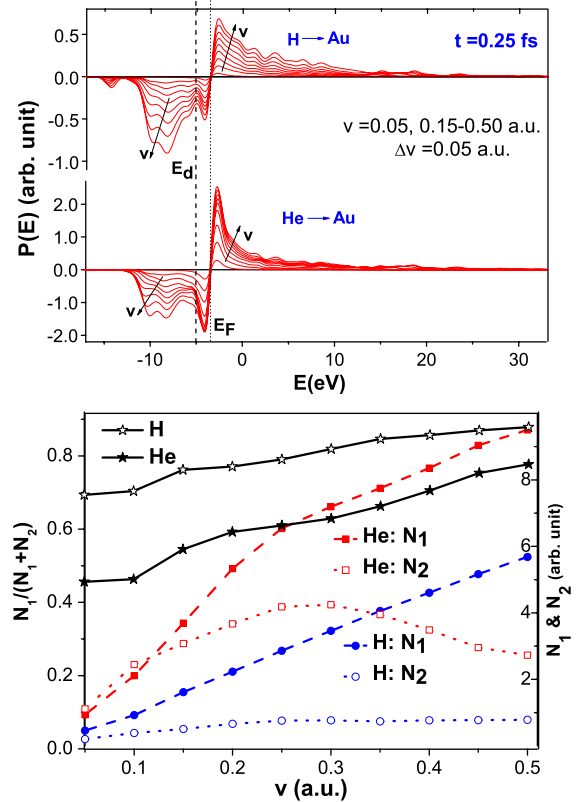 0.5
0.0
-0.5
-1.0
H → Au
t =0.25 fs
v
v
E_d
v =0.05, 0.15-0.50 a.u.
Δv =0.05 a.u.
P(E) (arb. unit)
2.0
1.0
0.0
-1.0
-2.0
He → Au
v
v
E_F
-10
0
10
20
30
E(eV)
H
He
He: N_1
He: N_2
H: N_1
H: N_2
0.8
0.6
0.4
0.2
0.0
N_1/(N_1+N_2)
8
6
4
2
0
N_1 & N_2 (arb. unit)
0.1
0.2
0.3
0.4
0.5
v (a.u.)